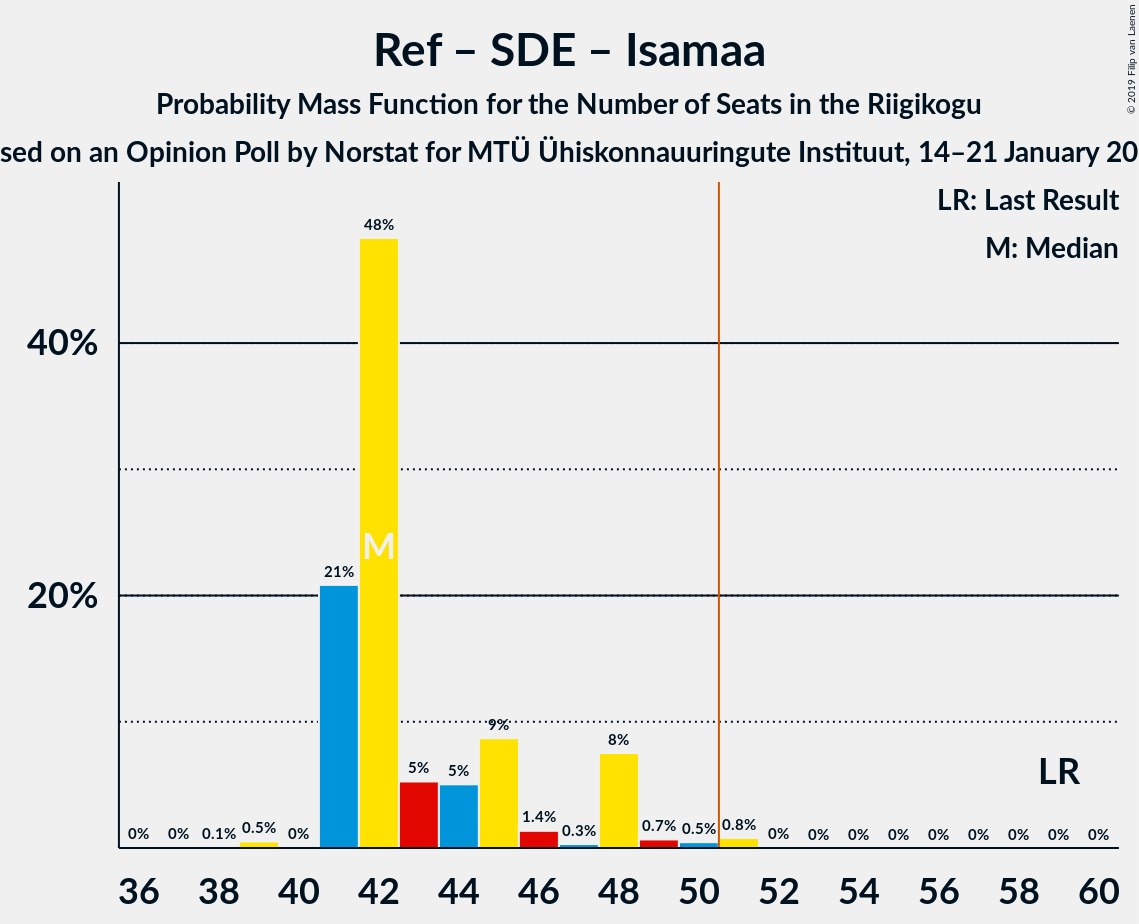 Ref – SDE – Isamaa
Probability Mass Function for the Number of Seats in the Riigikogu
sed on an Opinion Poll by Norstat for MTÜ Ühiskonnauuringute Instituut, 14–21 January 20
© 2019 Filip van Laenen
LR: Last Result
M: Median
48%
40%
M
21%
20%
9%
8%
5%
5%
LR
1.4%
0% 0% 0.1% 0.5% 0% 0.3% 0.7% 0.5% 0.8% 0% 0% 0% 0% 0% 0% 0% 0% 0%
36 38 40 42 44 46 48 50 52 54 56 58 60